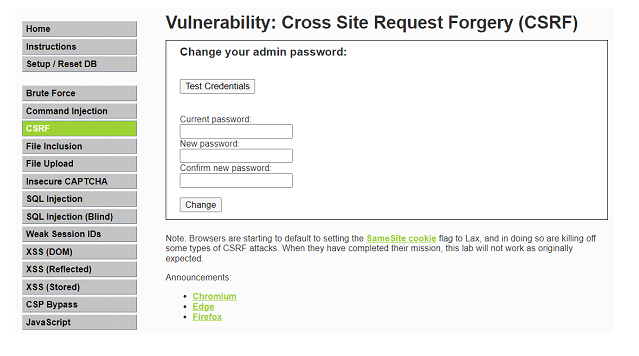 Home
Instructions
Setup / Reset DB
Brute Force
Command Injection
CSRF
File Inclusion
File Upload
Insecure CAPTCHA
SQL Injection
SQL Injection (Blind)
Weak Session IDs
XSS (DOM)
XSS (Reflected)
XSS (Stored)
CSP Bypass
JavaScript
Vulnerability: Cross Site Request Forgery (CSRF)
Change your admin password:
Test Credentials
Current password:
New password:
Confirm new password:
Change
Note: Browsers are starting to default to setting the SameSite cookie flag to Lax, and in doing so are killing off
some types of CSRF attacks. When they have completed their mission, this lab will not work as originally
expected.
Announcements:
• Chromium
• Edge
• Firefox